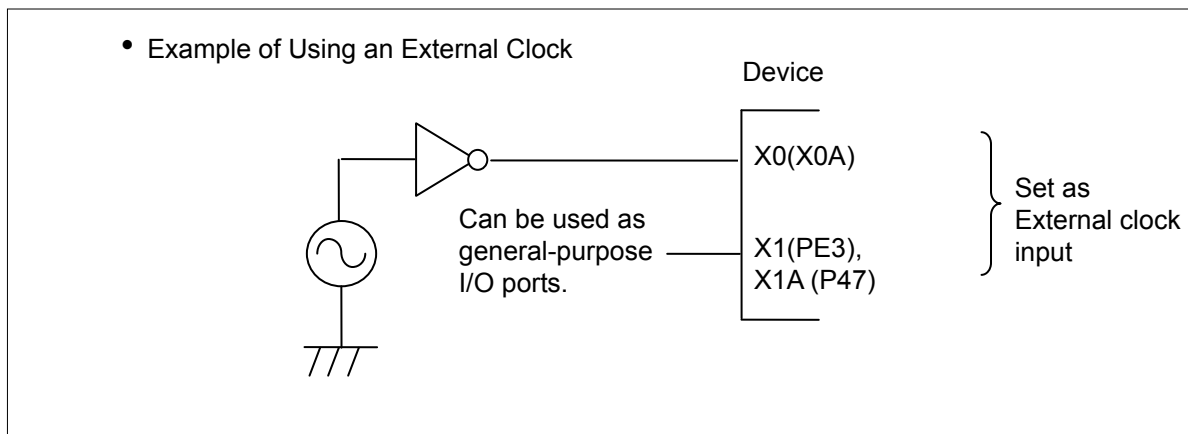 • Example of Using an External Clock
Device
X0(X0A)
Can be used as
general-purpose
I/O ports.
X1(PE3),
X1A (P47)
Set as
External clock
input